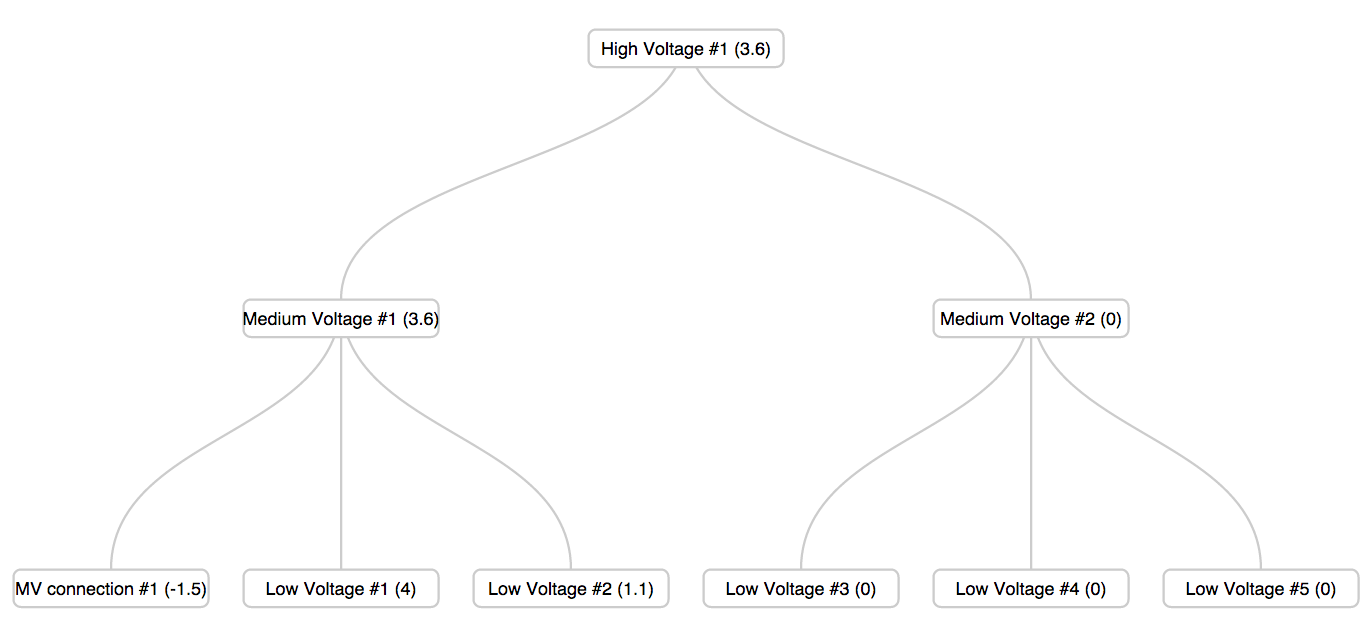 High Voltage #1 (3.6)
Medium Voltage #1 (3.6)
Medium Voltage #2 (0)
MV connection #1 (-1.5)
Low Voltage #1 (4)
Low Voltage #2 (1.1)
Low Voltage #3 (0)
Low Voltage #4 (0)
Low Voltage #5 (0)